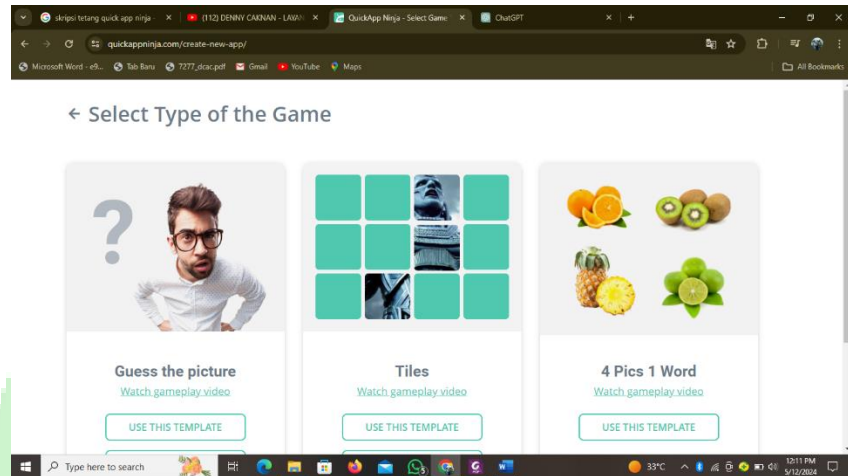 skripsi tetang quick app ninja -
(112) DENNY CAKNAN - LAYAN
QuickApp Ninja - Select Game
ChatGPT
quickappninja.com/create-new-app/
Microsoft Word - e9...
Tab Baru
7277_dcac.pdf
Gmail
YouTube
Maps
All Bookmarks
← Select Type of the Game
?
Guess the picture
Watch gameplay video
USE THIS TEMPLATE
Tiles
Watch gameplay video
USE THIS TEMPLATE
4 Pics 1 Word
Watch gameplay video
USE THIS TEMPLATE
Type here to search
33°C
12:11 PM
5/12/2024